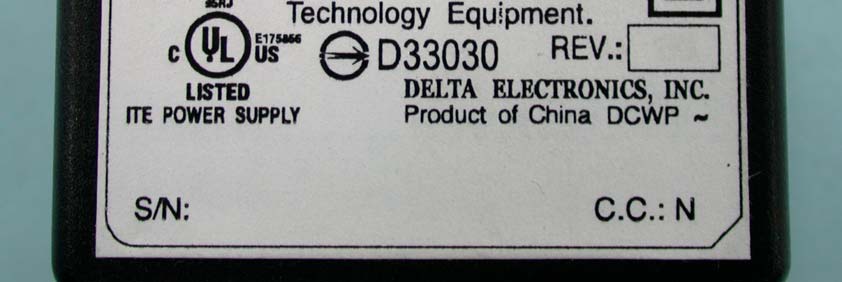 Technology Equipment.
C UL US E175856
LISTED
ITE POWER SUPPLY
D33030 REV.:
DELTA ELECTRONICS, INC.
Product of China DCWP ~
S/N:
C.C.: N